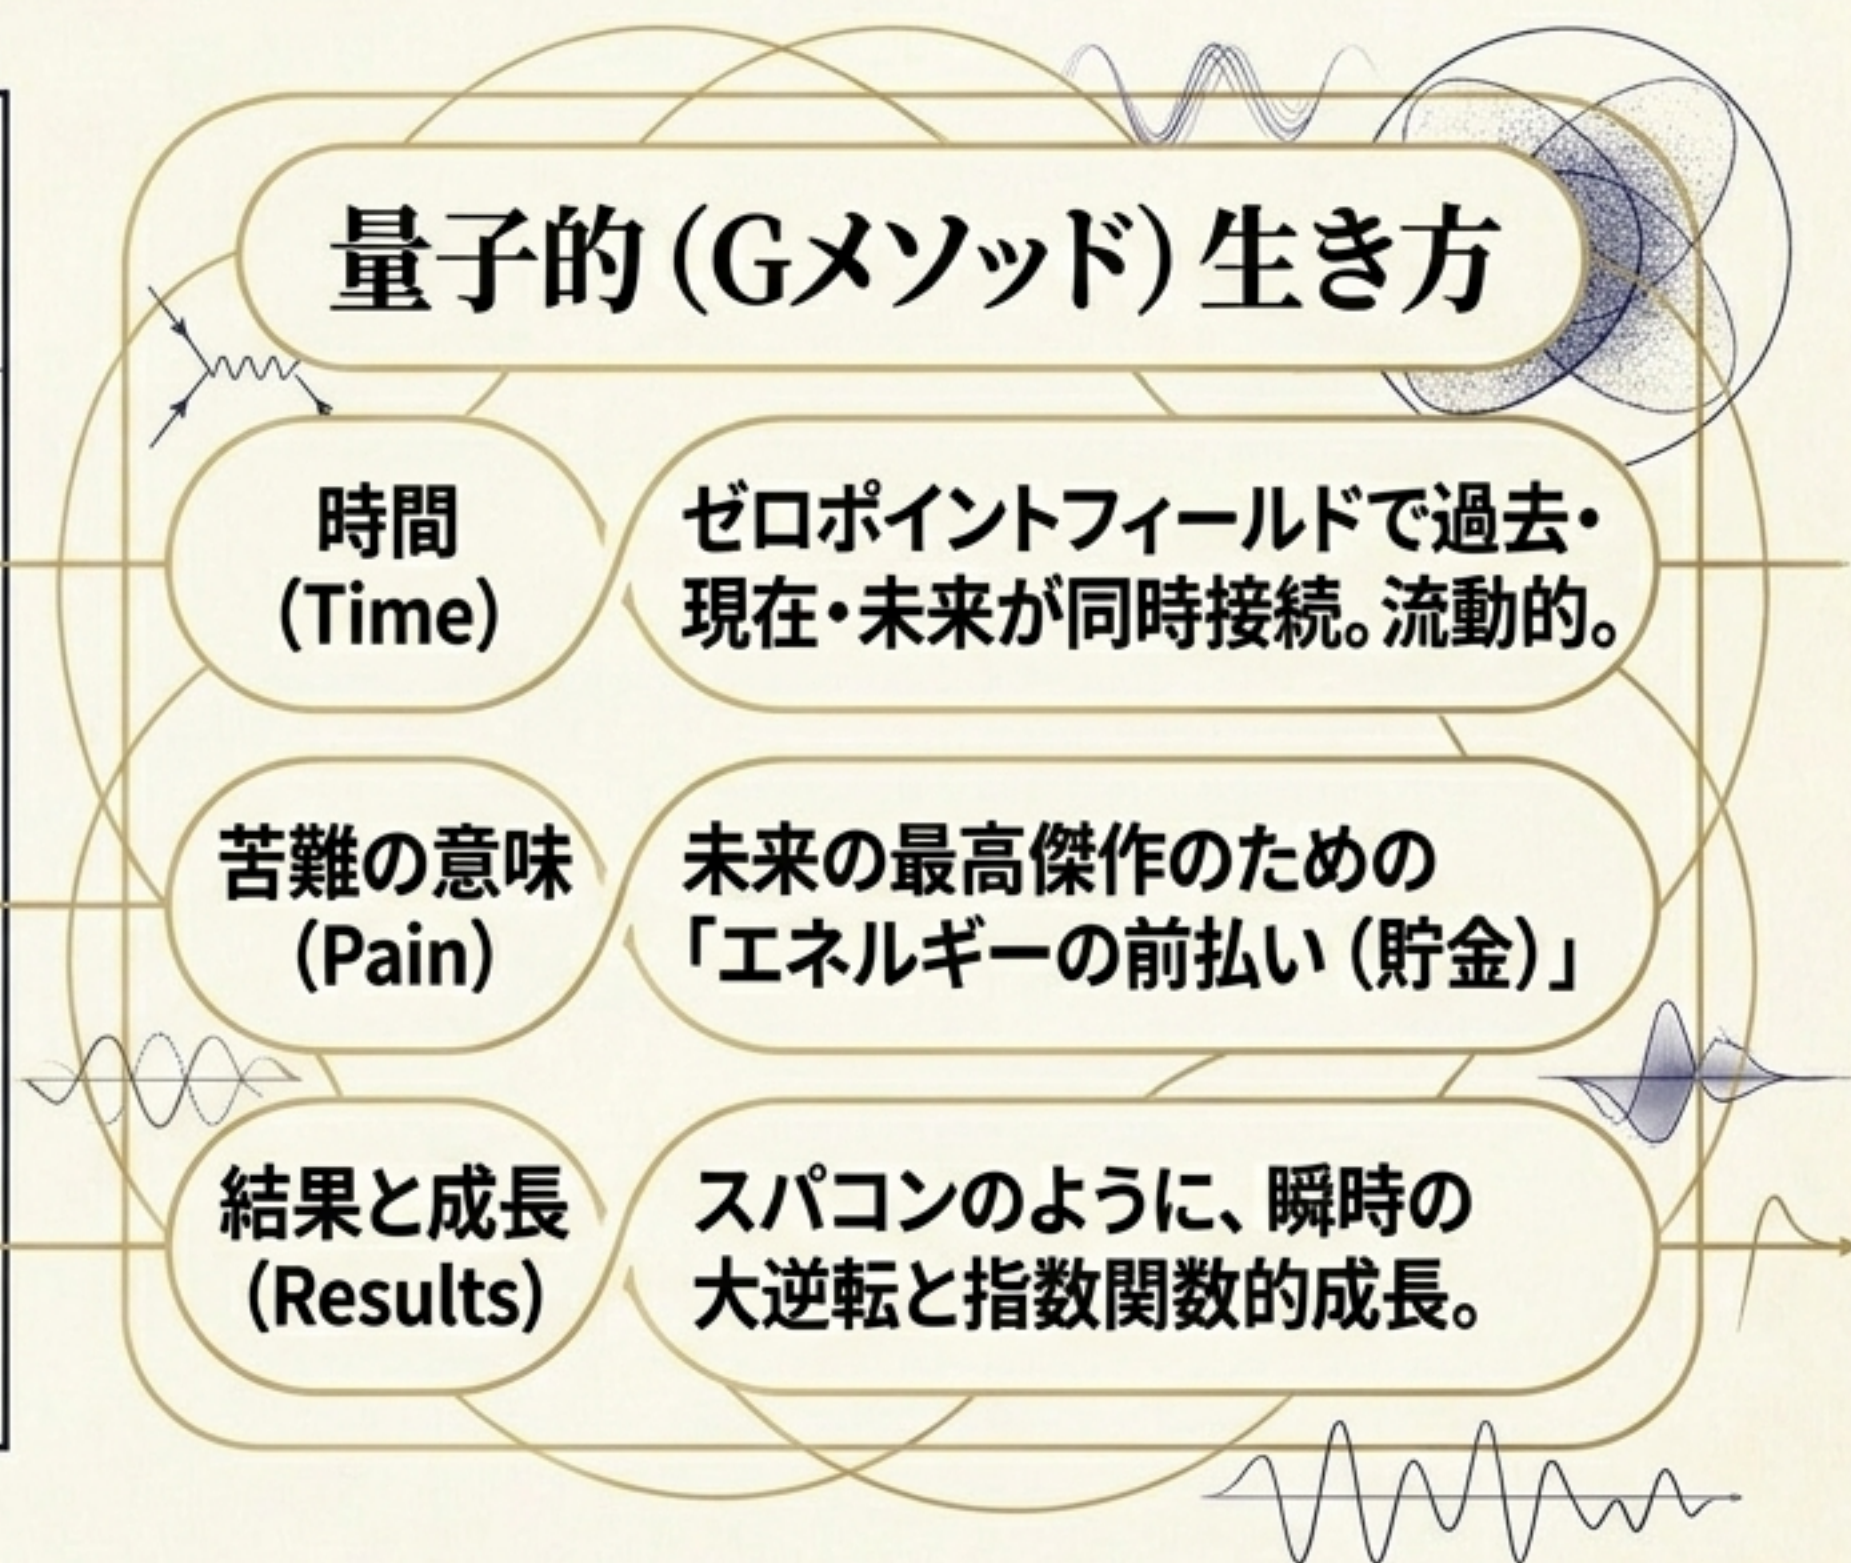 量子的（Gメソッド）生き方
時間
（Time）
ゼロポイントフィールドで過去・
現在・未来が同時接続。流動的。
苦難の意味
（Pain）
未来の最高傑作のための
「エネルギーの前払い（貯金）」
結果と成長
（Results）
スパコンのように、瞬時の
大逆転と指数関数的成長。